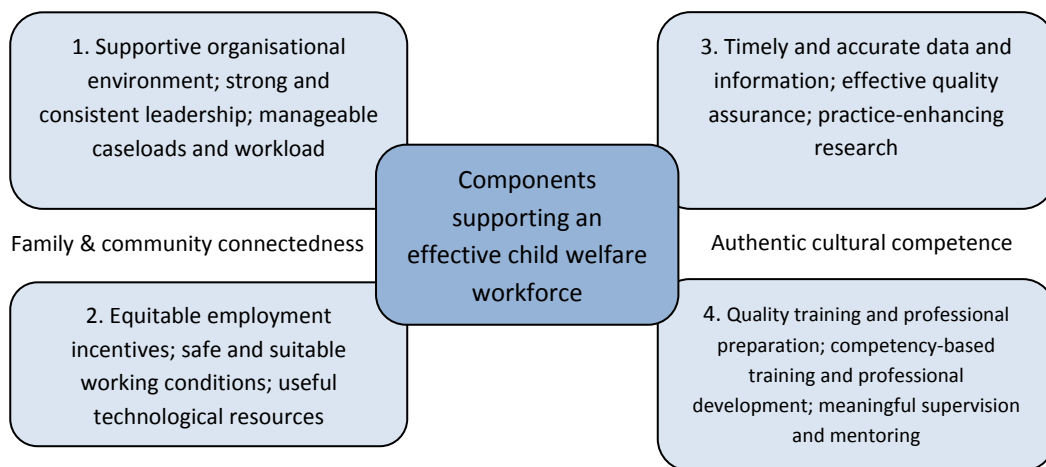 1. Supportive organisational
environment; strong and
consistent leadership; manageable
caseloads and workload
3. Timely and accurate data and
information; effective quality
assurance; practice-enhancing
research
Components
supporting an
effective child welfare
workforce
Family & community connectedness
Authentic cultural competence
2. Equitable employment
incentives; safe and suitable
working conditions; useful
technological resources
4. Quality training and professional
preparation; competency-based
training and professional
development; meaningful supervision
and mentoring